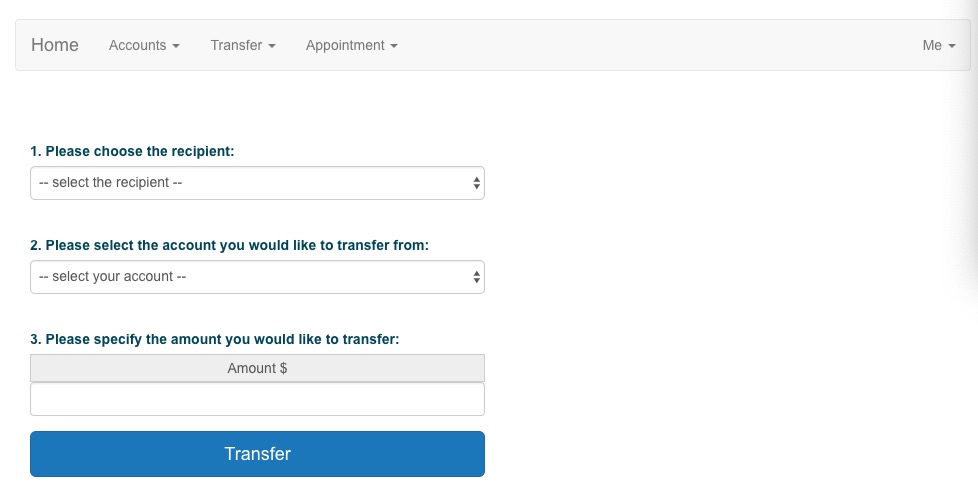 Home Accounts Transfer Appointment Me
1. Please choose the recipient:
-- select the recipient --
2. Please select the account you would like to transfer from:
-- select your account --
3. Please specify the amount you would like to transfer:
Amount $
Transfer